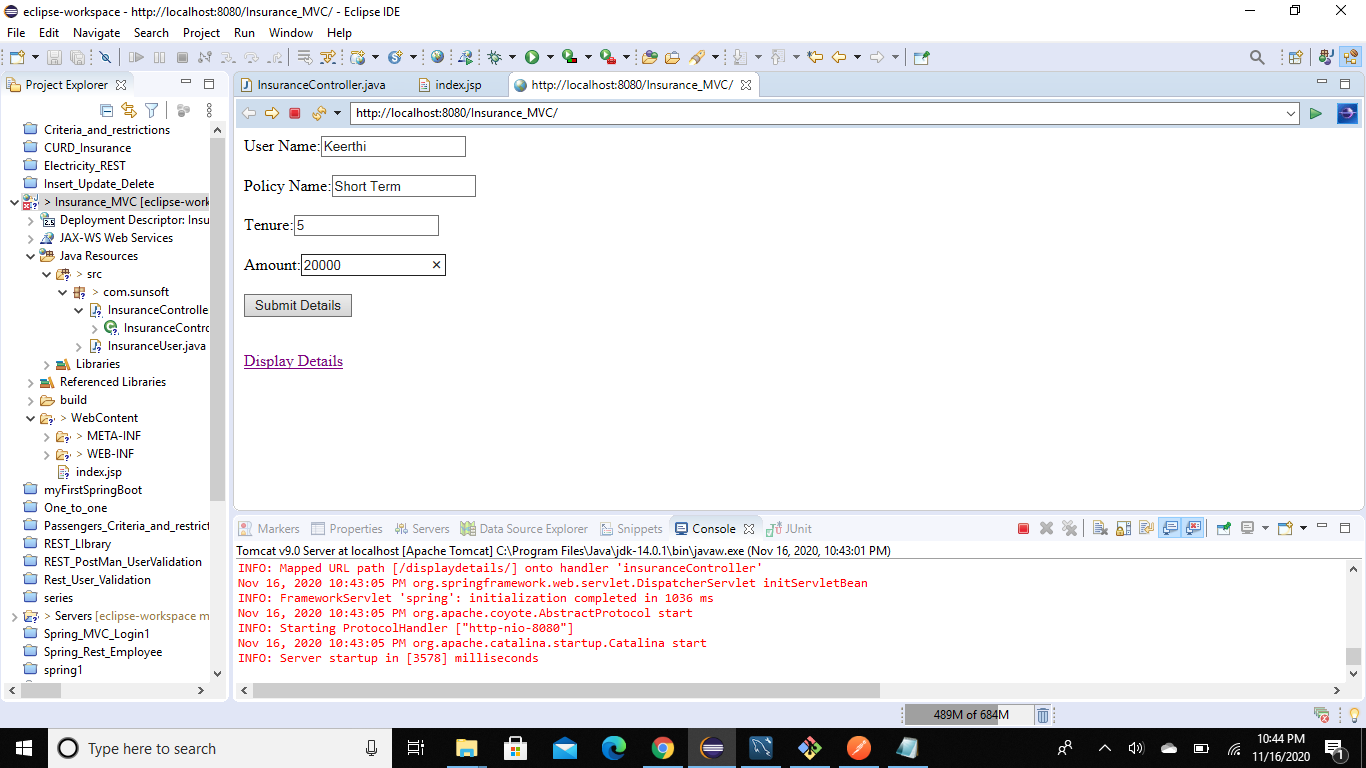 eclipse-workspace - http://localhost:8080/Insurance_MVC/ - Eclipse IDE
File Edit Navigate Search Project Run Window Help
Project Explorer
InsuranceController.java
index.jsp
http://localhost:8080/Insurance_MVC/
http://localhost:8080/Insurance_MVC/
Criteria_and_restrictions
CURD_Insurance
Electricity_REST
Insert_Update_Delete
> Insurance_MVC [eclipse-work
Deployment Descriptor: Insu
JAX-WS Web Services
Java Resources
> src
> com.sunsoft
InsuranceControlle
InsuranceContro
InsuranceUser.java
Libraries
Referenced Libraries
build
> WebContent
> META-INF
> WEB-INF
index.jsp
myFirstSpringBoot
One_to_one
Passengers_Criteria_and_restrict
REST_LIbrary
REST_PostMan_UserValidation
Rest_User_Validation
series
> Servers [eclipse-workspace m
Spring_MVC_Login1
Spring_Rest_Employee
spring1
User Name: Keerthi
Policy Name: Short Term
Tenure: 5
Amount: 20000
Submit Details
Display Details
Markers Properties Servers Data Source Explorer Snippets Console JUnit
Tomcat v9.0 Server at localhost [Apache Tomcat] C:\Program Files\Java\jdk-14.0.1\bin\javaw.exe (Nov 16, 2020, 10:43:01 PM)
INFO: Mapped URL path [/displaydetails/] onto handler 'insuranceController'
Nov 16, 2020 10:43:05 PM org.springframework.web.servlet.DispatcherServlet initServletBean
INFO: FrameworkServlet 'spring': initialization completed in 1036 ms
Nov 16, 2020 10:43:05 PM org.apache.coyote.AbstractProtocol start
INFO: Starting ProtocolHandler ["http-nio-8080"]
Nov 16, 2020 10:43:05 PM org.apache.catalina.startup.Catalina start
INFO: Server startup in [3578] milliseconds
489M of 684M
Type here to search
10:44 PM
11/16/2020
1